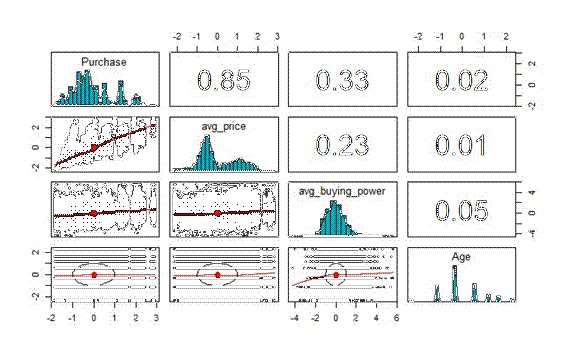 -2 0 1 2 3
-2 -1 0 1 2
Purchase 0.85 0.33 0.02
-2 0 2
avg_price 0.23 0.01
-2 0 2
avg_buying_power 0.05
-4 0 4
Age
-2 0 2
-2 -1 0 1 2 3
-4 -2 0 2 4 6